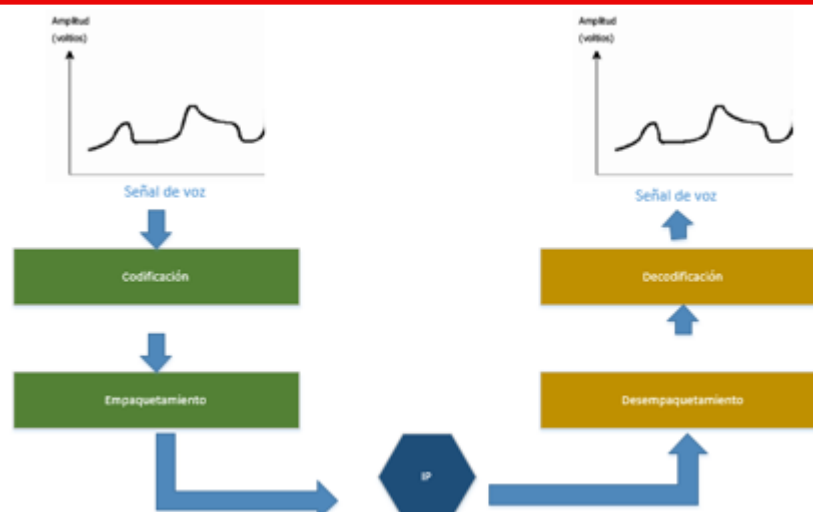 Amplitud
(voltios)
Señal de voz
Codificación
Empaquetamiento
IP
Amplitud
(voltios)
Señal de voz
Decodificación
Desempaquetamiento